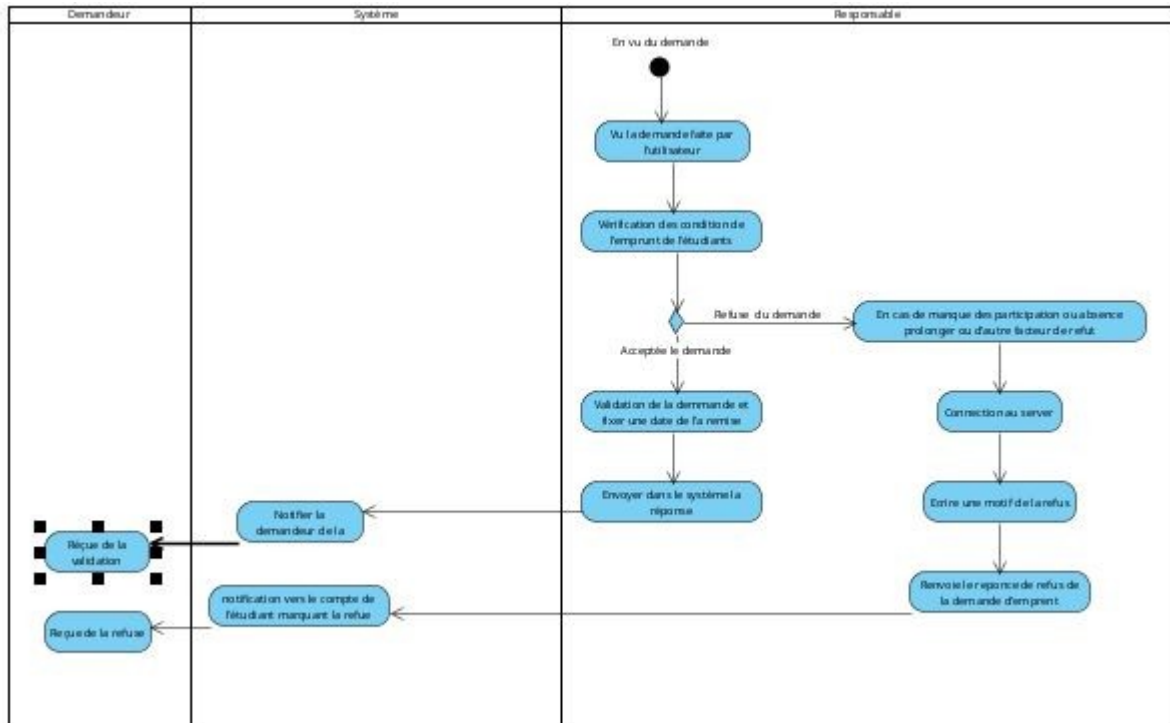 Demandeur
Système
Responsable
En vu du demande
Vu la demande faite par
l'utilisateur
Vérification des condition de
l'emprunt de l'étudiants
Refuse du demande
En cas de manque des participation ou absence
prolonger ou d'autre facteur de refut
Acceptée le demande
Validation de la demmande et
fixer une date de l'a remise
Connection au server
Envoyer dans le système la
réponse
Ecrire une motif de la refus
Notifier la
demandeur de la
Réçue de la
validation
Renvoie le reponce de refus de
la demande d'emprent
notification vers le compte de
l'étudiant marquant la refue
Reçue de la refuse